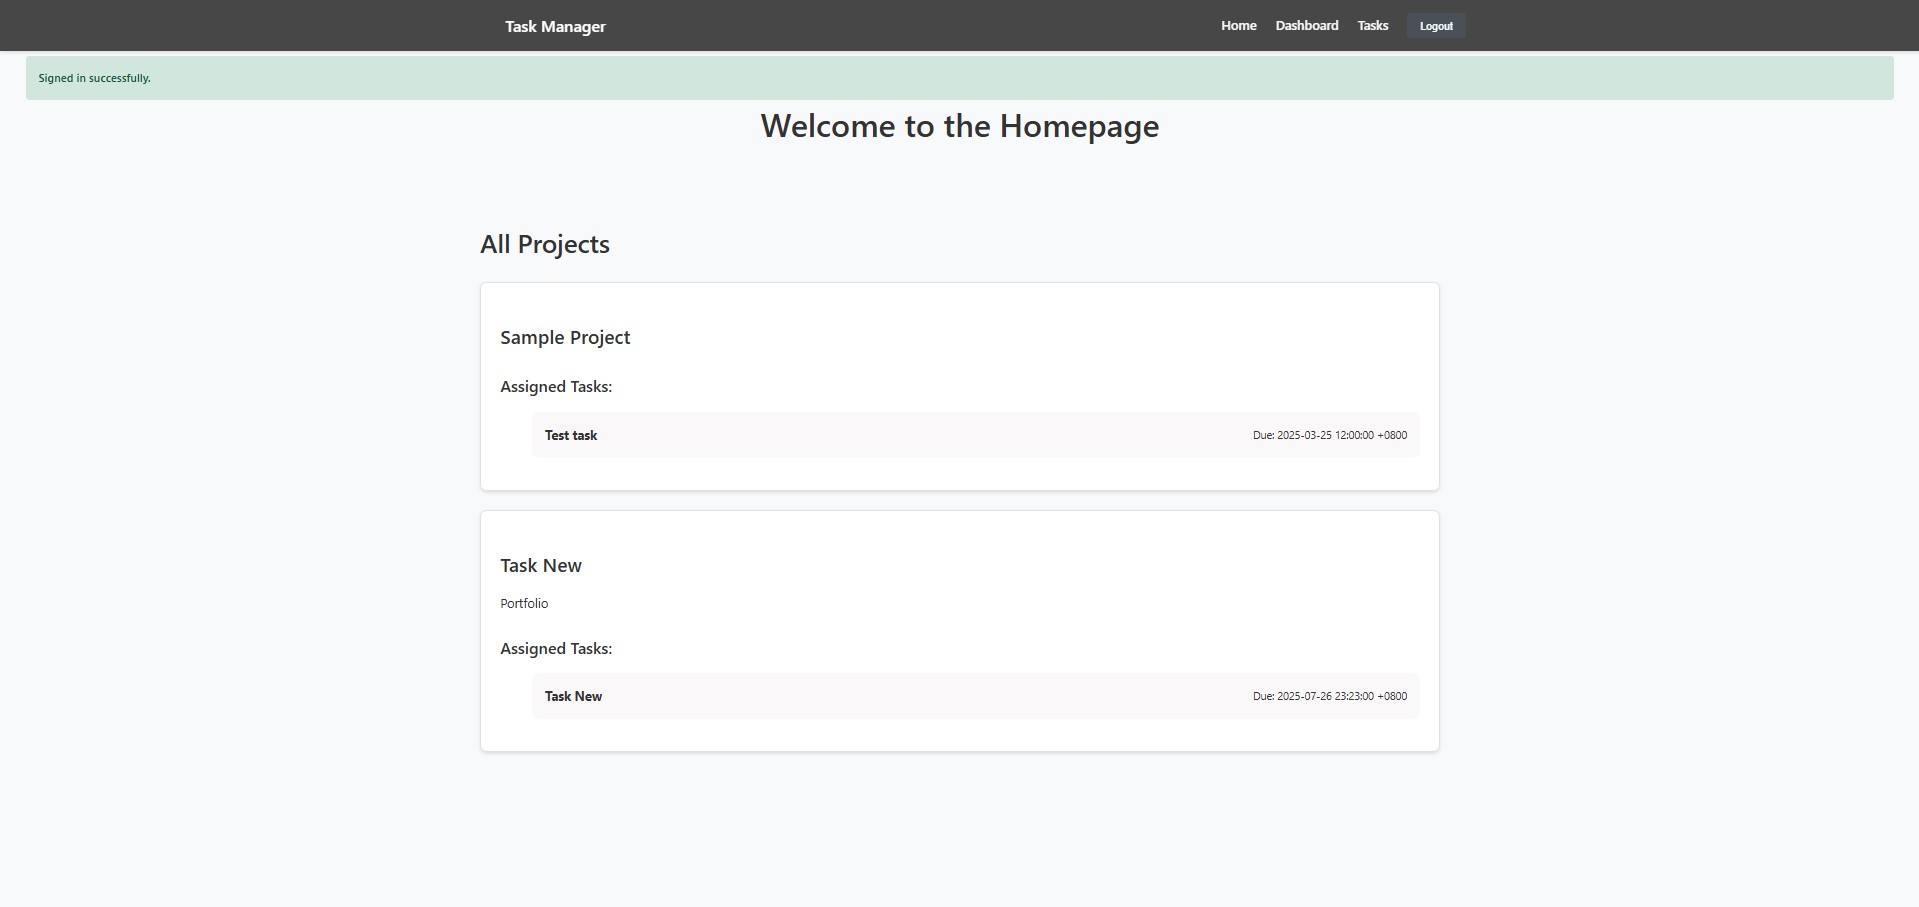 Task Manager
Home Dashboard Tasks Logout
Signed in successfully.
Welcome to the Homepage
All Projects
Sample Project
Assigned Tasks:
Test task Due: 2025-03-25 12:00:00 +0800
Task New
Portfolio
Assigned Tasks:
Task New Due: 2025-07-26 23:23:00 +0800